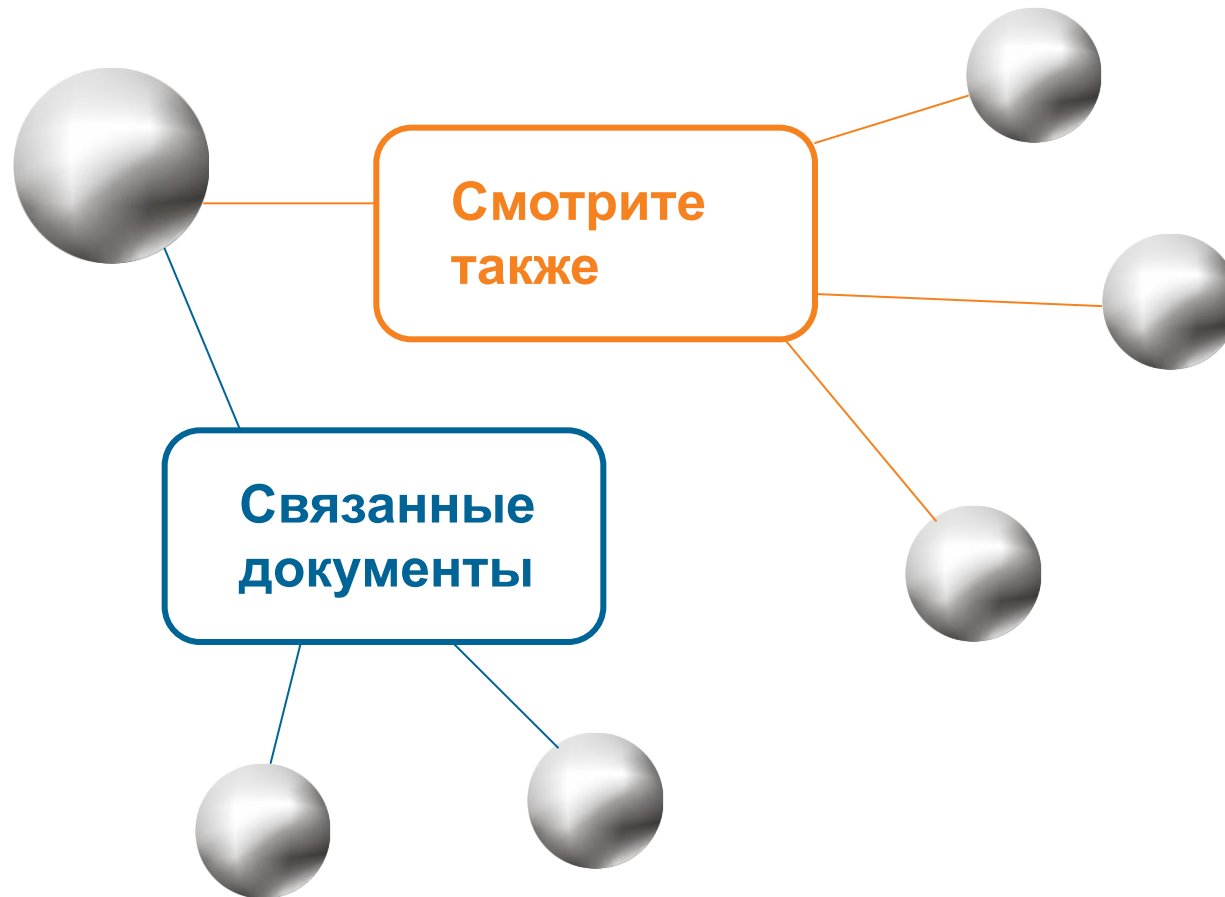 Смотрите
также
Связанные
документы